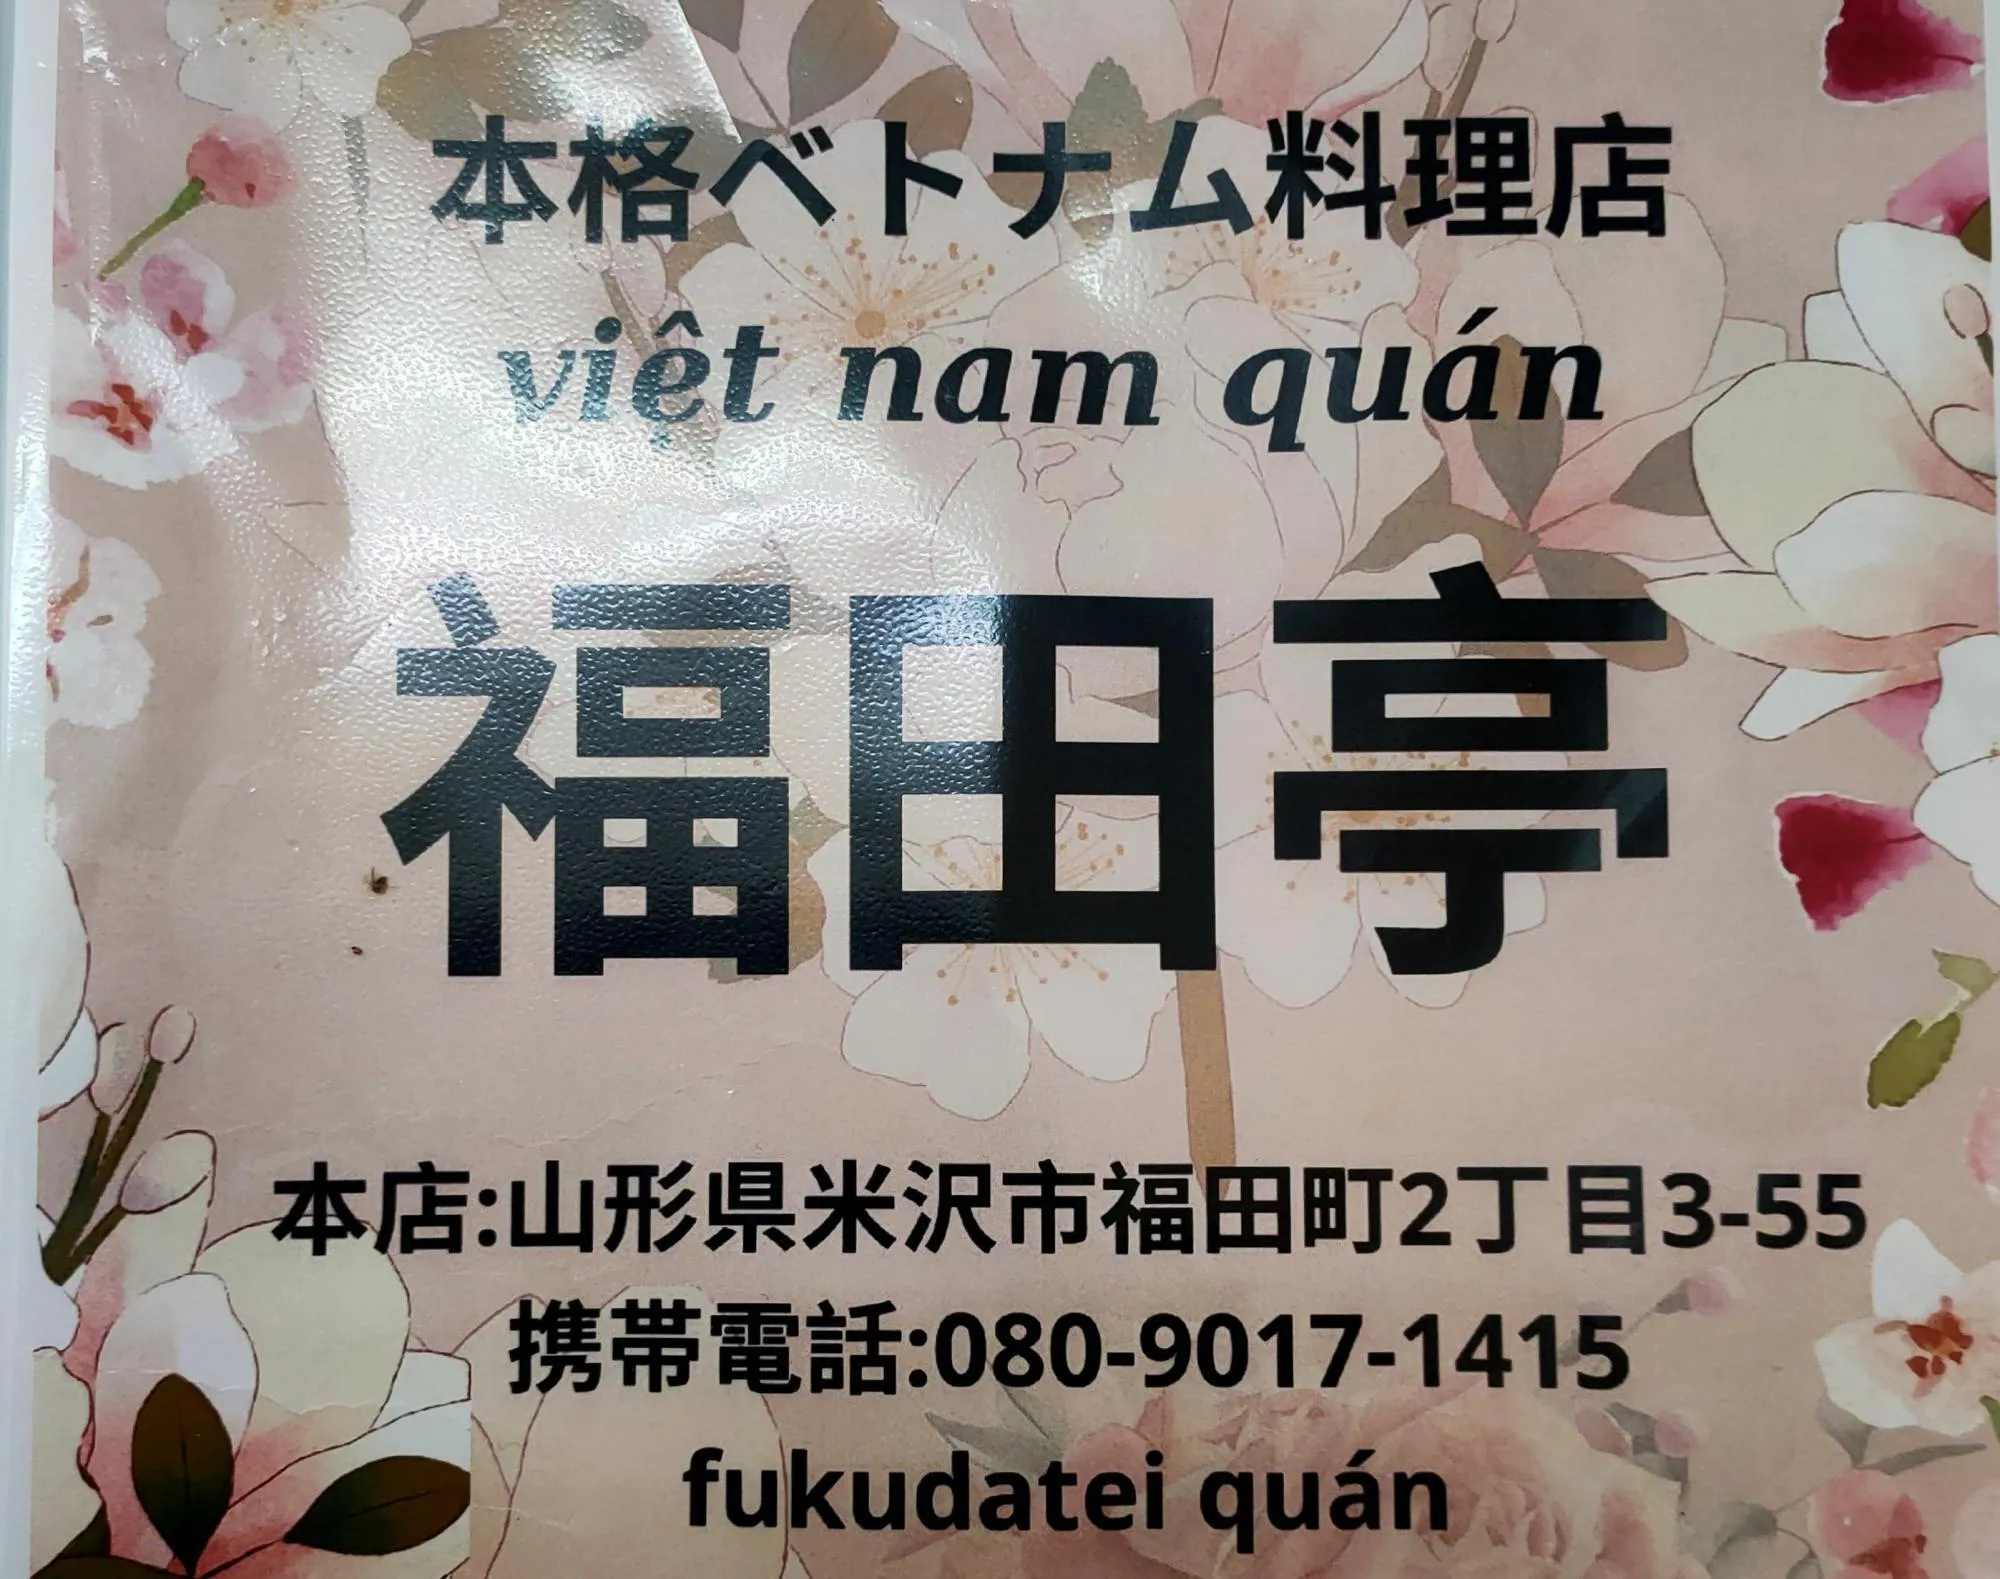 本格ベトナム料理店
việt nam quán
福田亭
本店:山形県米沢市福田町2丁目3-55
携帯電話:080-9017-1415
fukudatei quán